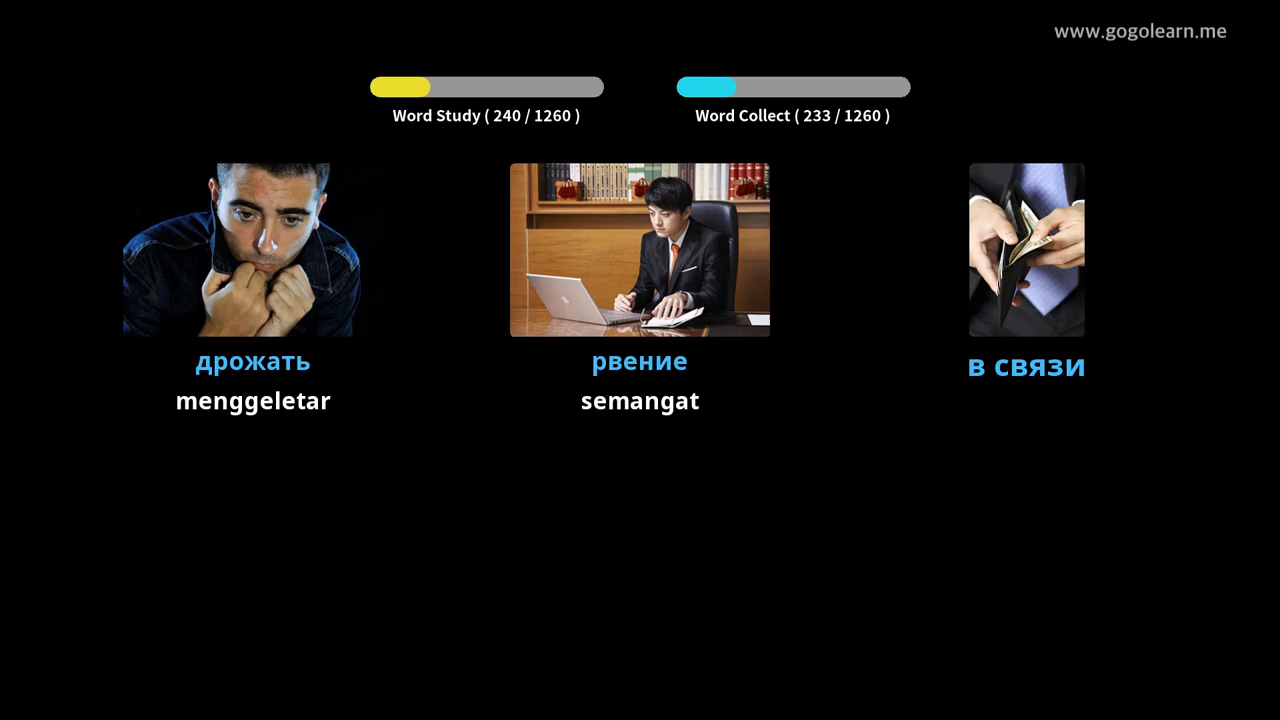 www.gogolearn.me
Word Study ( 240 / 1260 )
Word Collect ( 233 / 1260 )
дрожать
menggeletar
рвение
semangat
в связи